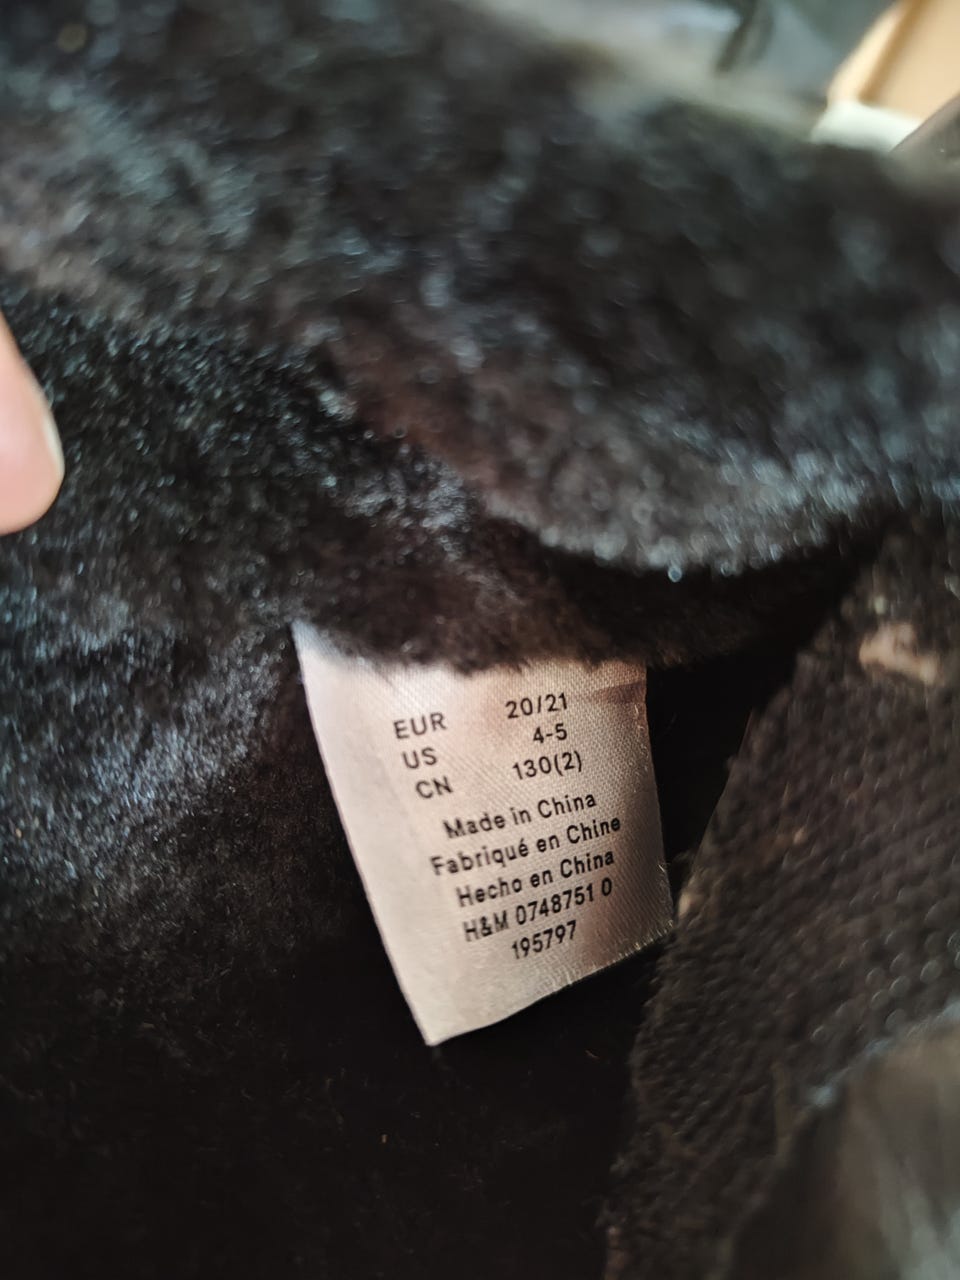 EUR 20/21
US 4-5
CN 130(2)
Made in China
Fabriqué en Chine
Hecho en China
H&M 0748751 0
195797